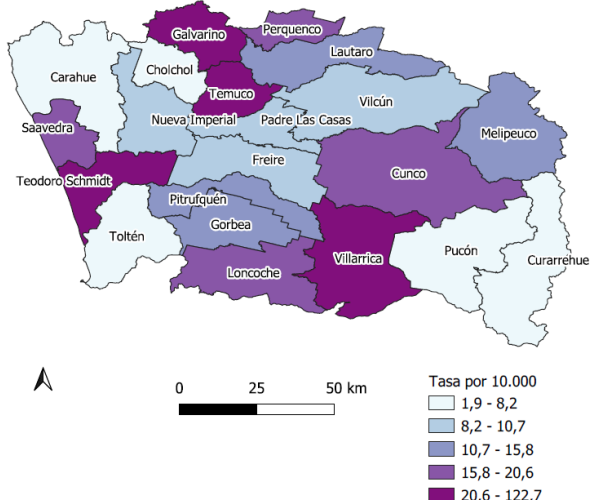 Galvarino
Perquenco
Lautaro
Carahue
Cholchol
Temuco
Vilcún
Saavedra
Nueva Imperial
Padre Las Casas
Melipeuco
Freire
Teodoro Schmidt
Cunco
Pitrufquén
Gorbea
Toltén
Loncoche
Villarrica
Pucón
Curarrehue
0 25 50 km
Tasa por 10.000
1,9 - 8,2
8,2 - 10,7
10,7 - 15,8
15,8 - 20,6
20,6 - 122,7